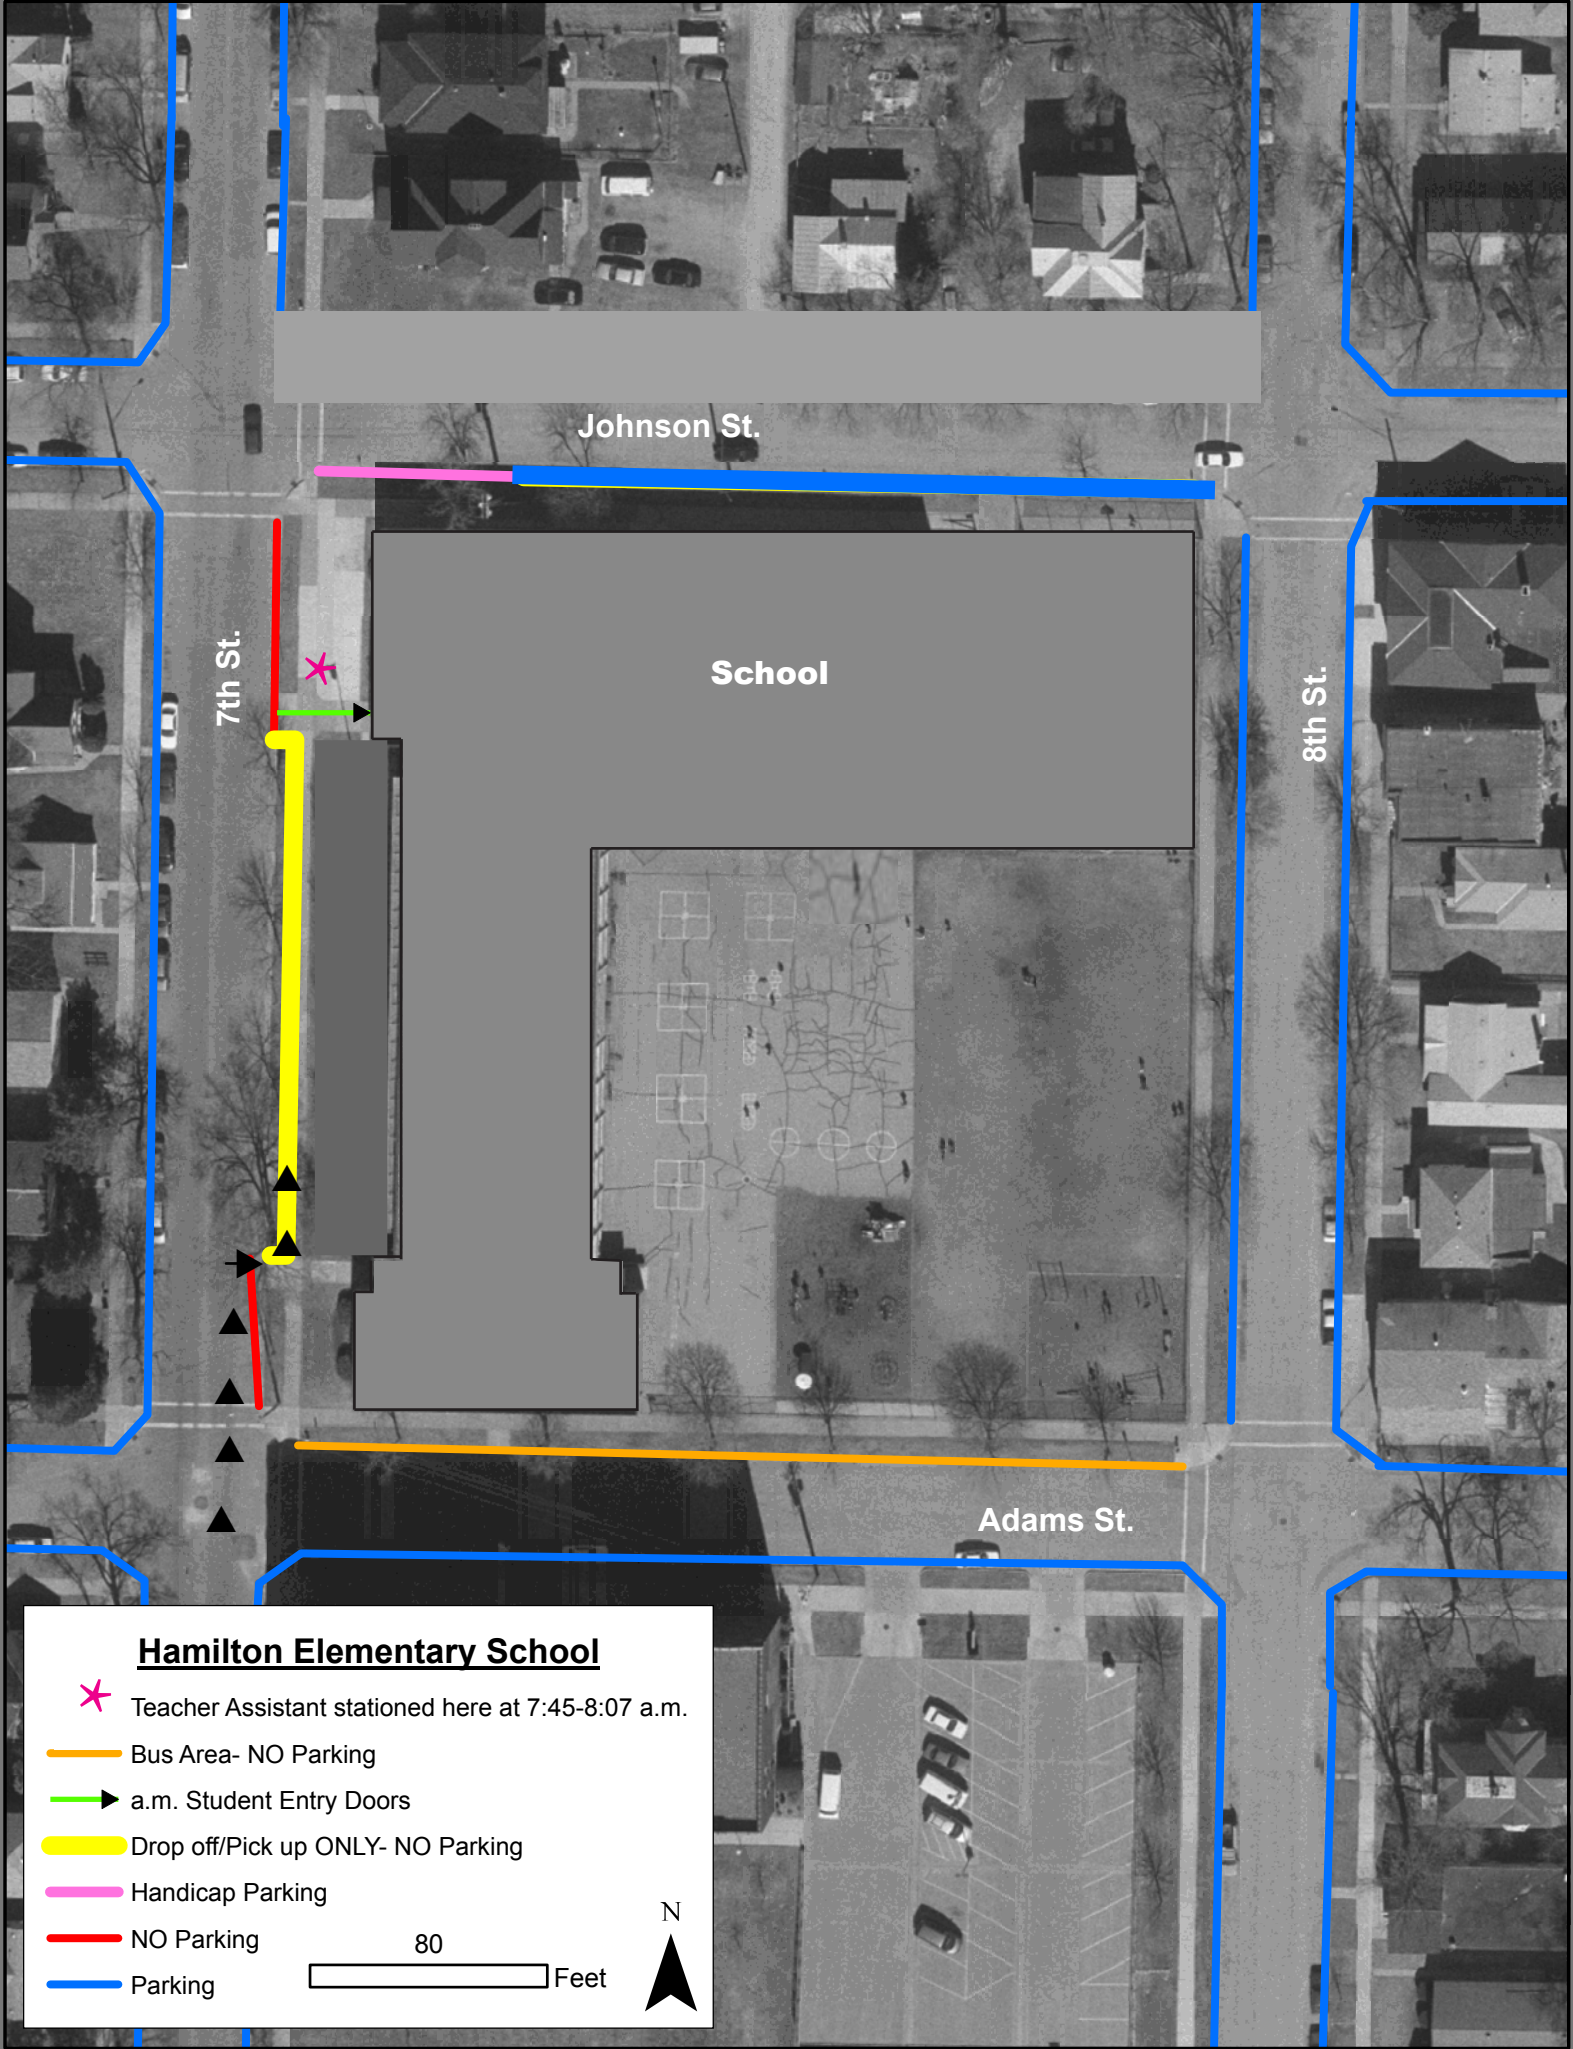 Johnson St.
7th St.
School
8th St.
Adams St.
Hamilton Elementary School
Teacher Assistant stationed here at 7:45-8:07 a.m.
Bus Area- NO Parking
a.m. Student Entry Doors
Drop off/Pick up ONLY- NO Parking
Handicap Parking
NO Parking
Parking
80
Feet
N